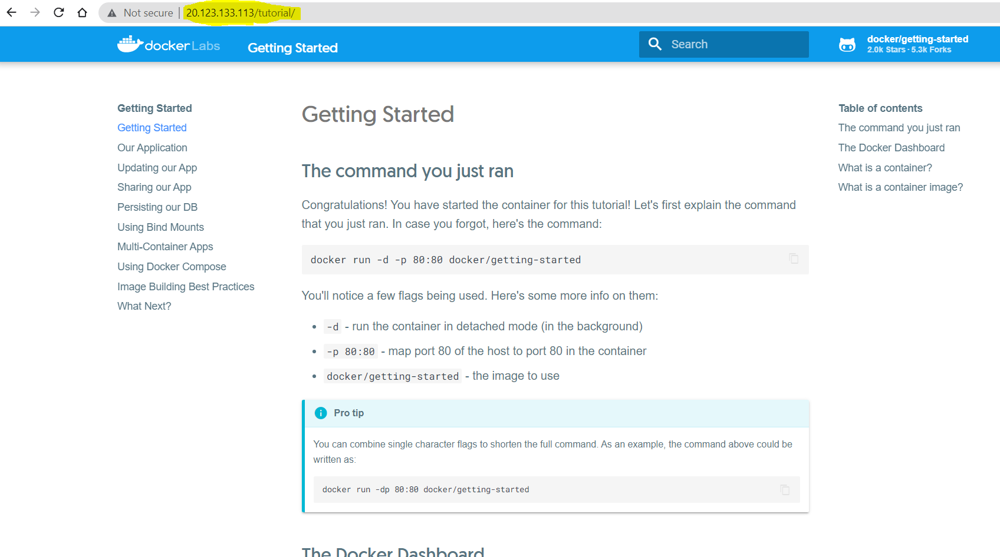 Not secure | 20.123.133.113/tutorial/
docker Labs
Getting Started
Search
docker/getting-started
2.0k Stars · 5.3k Forks
Getting Started
Getting Started
Our Application
Updating our App
Sharing our App
Persisting our DB
Using Bind Mounts
Multi-Container Apps
Using Docker Compose
Image Building Best Practices
What Next?
Getting Started
The command you just ran
Congratulations! You have started the container for this tutorial! Let's first explain the command
that you just ran. In case you forgot, here's the command:
docker run -d -p 80:80 docker/getting-started
You'll notice a few flags being used. Here's some more info on them:
• -d - run the container in detached mode (in the background)
• -p 80:80 - map port 80 of the host to port 80 in the container
• docker/getting-started - the image to use
Pro tip
You can combine single character flags to shorten the full command. As an example, the command above could be
written as:
docker run -dp 80:80 docker/getting-started
The Docker Dashboard
Table of contents
The command you just ran
The Docker Dashboard
What is a container?
What is a container image?